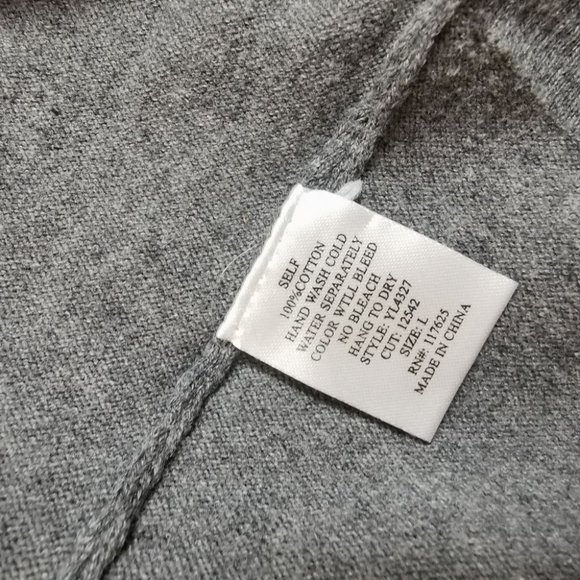 SELF
100%COTTON
HAND WASH COLD
WATER SEPARATELY
COLOR WTLL BLEED
NO BLEACH
HANG TO DRY
STYLE: YL4327
CUT: 12542
SIZE: L
RN#: 117625
MADE IN CHINA